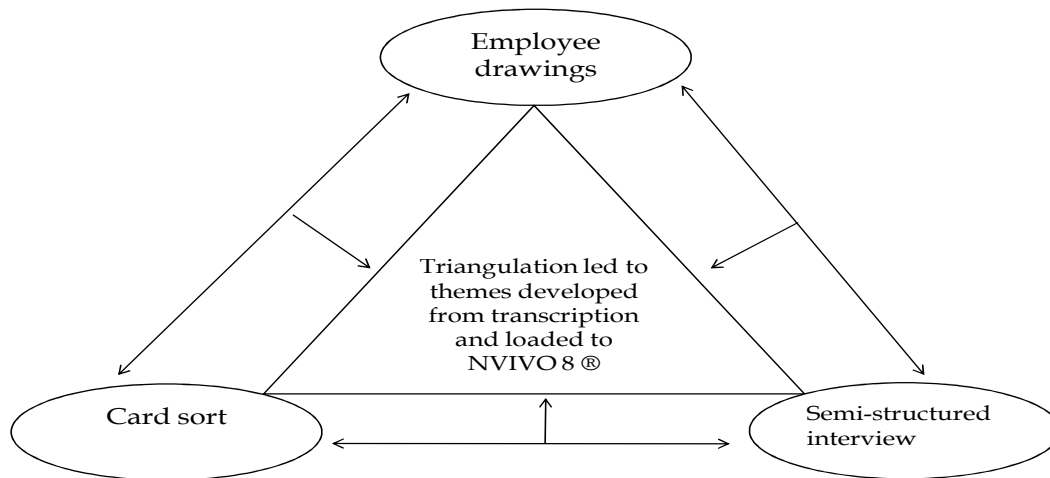 Employee
drawings
Triangulation led to
themes developed
from transcription
and loaded to
NVIVO 8 ®
Card sort
Semi-structured
interview